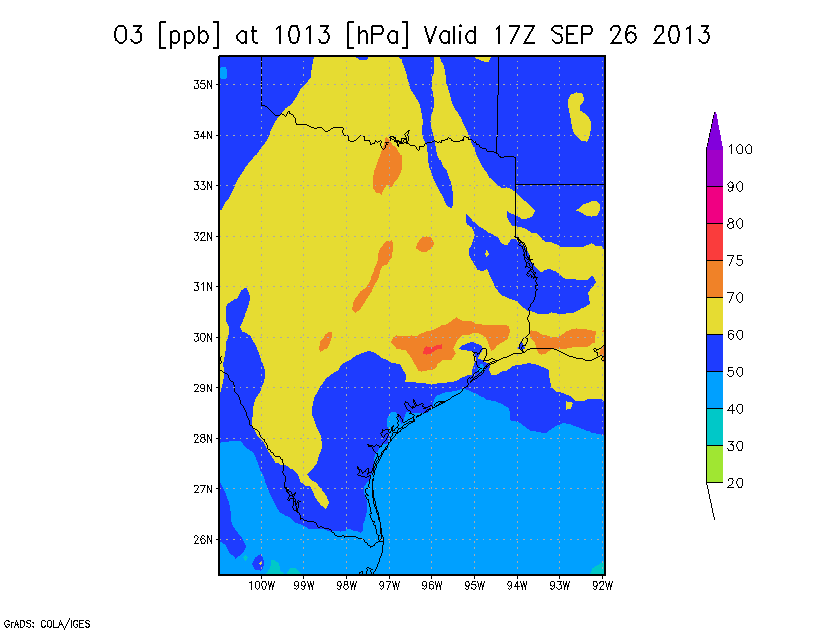 O3 [ppb] at 1013 [hPa] Valid 17Z SEP 26 2013
35N
34N
33N
32N
31N
30N
29N
28N
27N
26N
100W 99W 98W 97W 96W 95W 94W 93W 92W
100
90
80
75
70
60
50
40
30
20
GrADS: COLA/IGES